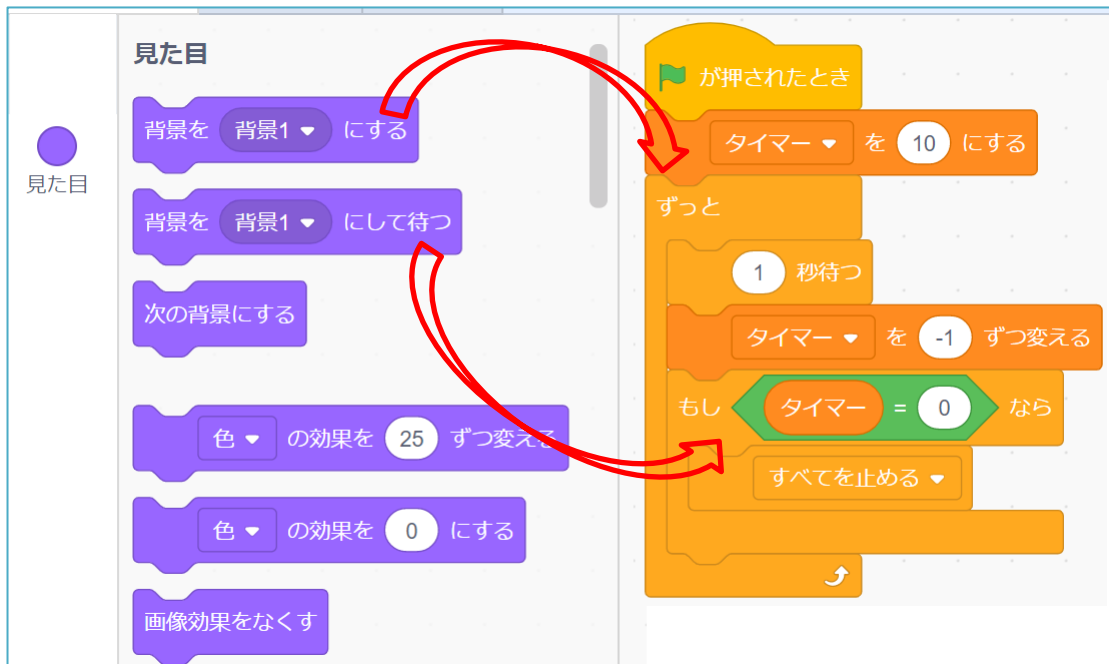 見た目
見た目
背景を 背景1 にする
背景を 背景1 にして待つ
次の背景にする
色 の効果を 25 ずつ変える
色 の効果を 0 にする
画像効果をなくす
が押されたとき
タイマー を 10 にする
ずっと
1 秒待つ
タイマー を -1 ずつ変える
もし タイマー = 0 なら
すべてを止める